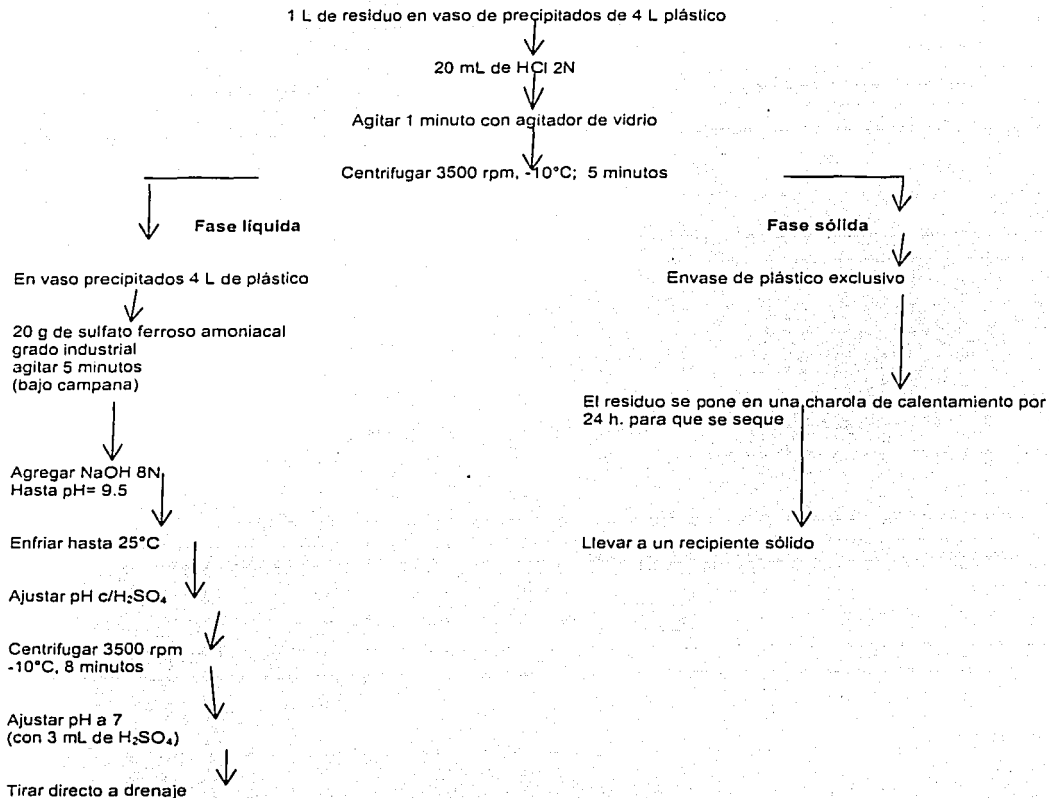 1 L de residuo en vaso de precipitados de 4 L plástico
20 mL de HCl 2N
Agitar 1 minuto con agitador de vidrio
Centrifugar 3500 rpm, -10°C; 5 minutos
Fase líquida
En vaso precipitados 4 L de plástico
20 g de sulfato ferroso amoniacal
grado industrial
agitar 5 minutos
(bajo campana)
Agregar NaOH 8N
Hasta pH= 9.5
Enfriar hasta 25°C
Ajustar pH c/H₂SO₄
Centrifugar 3500 rpm
-10°C, 8 minutos
Ajustar pH a 7
(con 3 mL de H₂SO₄)
Tirar directo a drenaje
Fase sólida
Envase de plástico exclusivo
El residuo se pone en una charola de calentamiento por
24 h. para que se seque
Llevar a un recipiente sólido